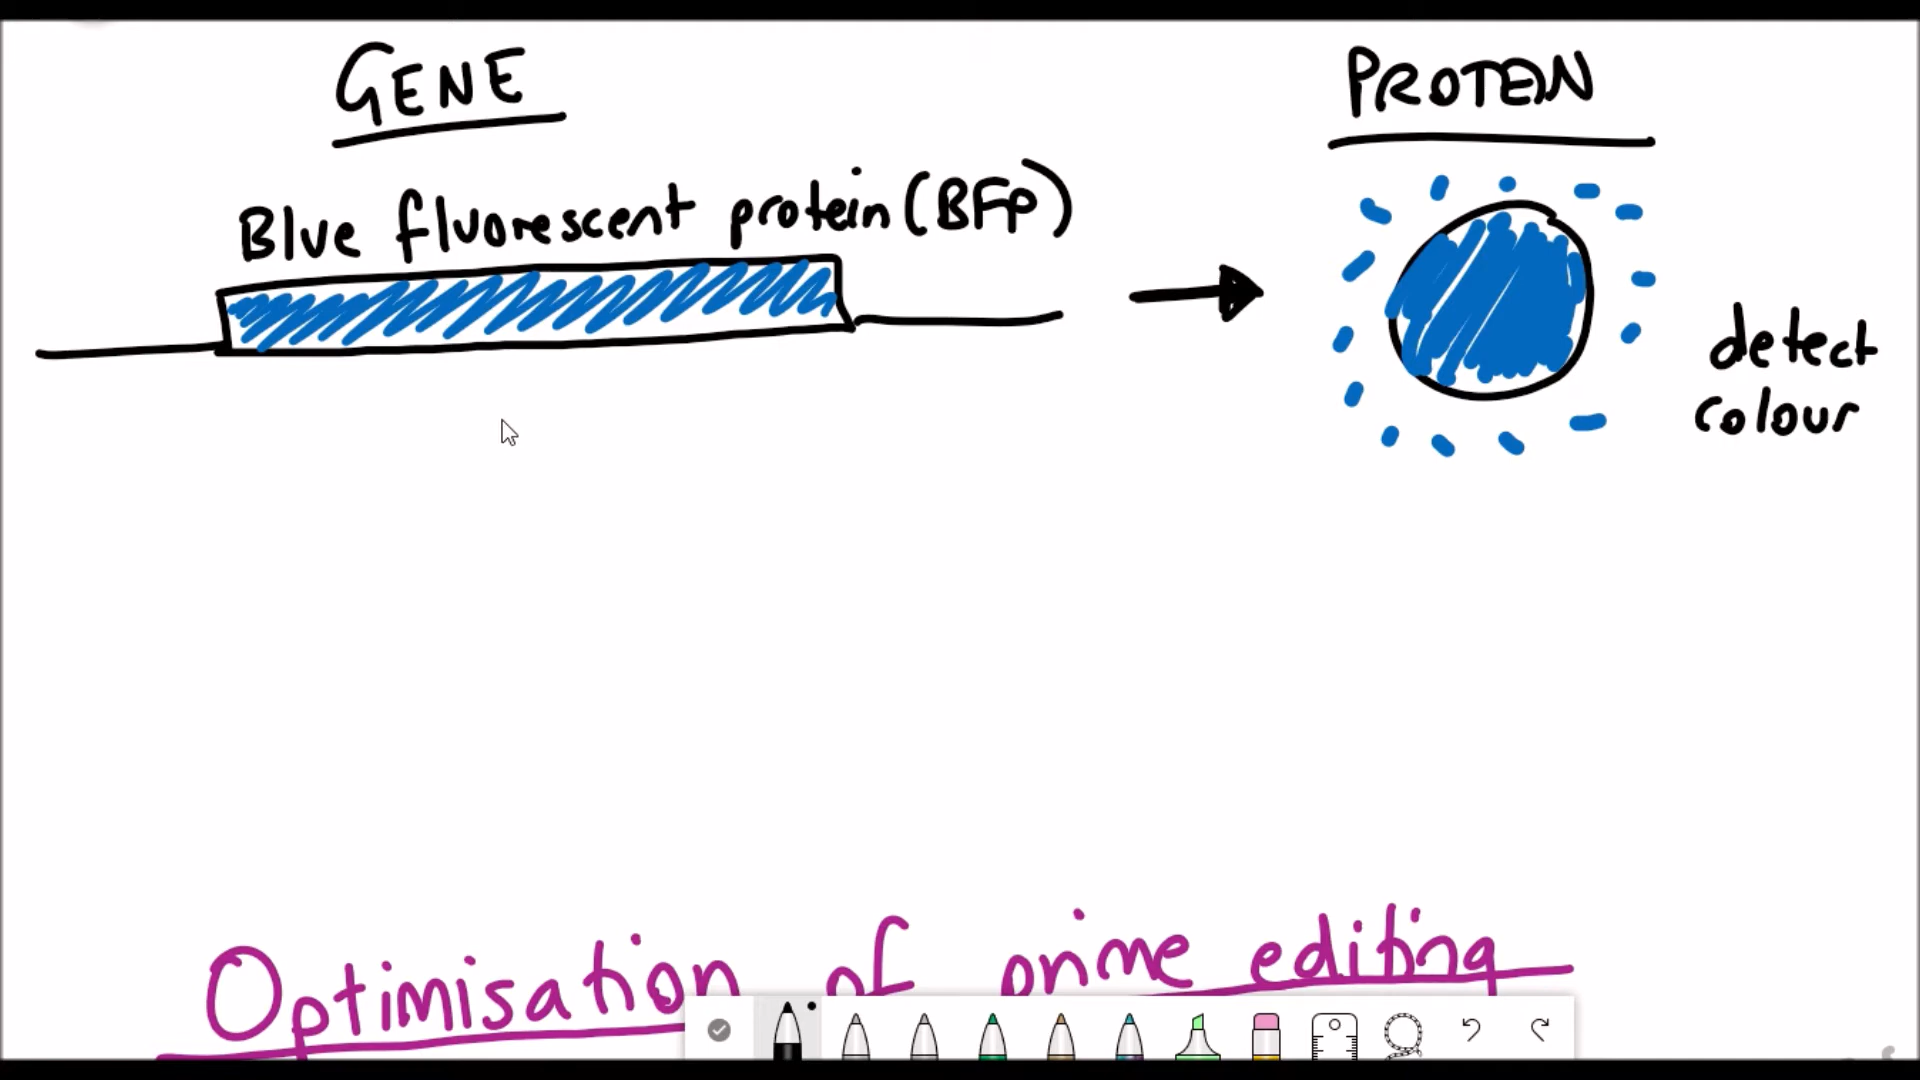 GENE
PROTEIN
Blue fluorescent protein (BFP)
detect
colour
Optimisation of prime editing